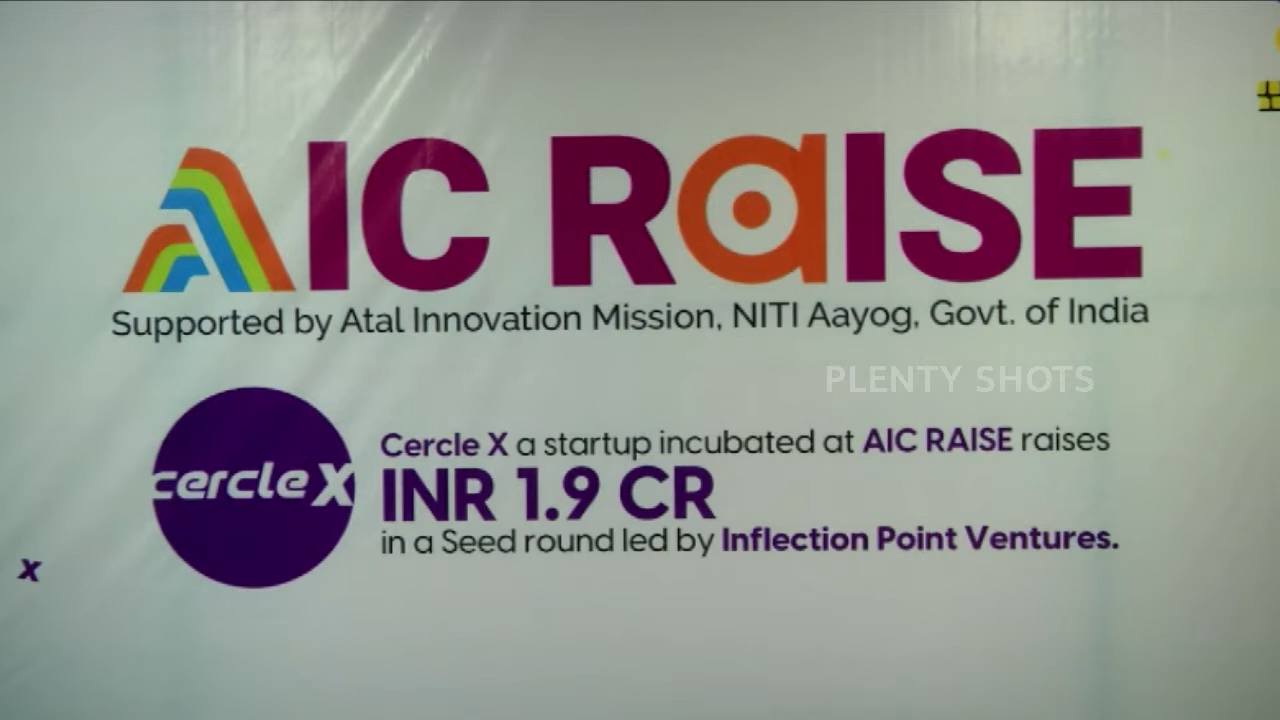 AIC RaISE
Supported by Atal Innovation Mission, NITI Aayog, Govt. of India
PLENTY SHOTS
cercleX
Cercle X a startup incubated at AIC RAISE raises
INR 1.9 CR
in a Seed round led by Inflection Point Ventures.
x